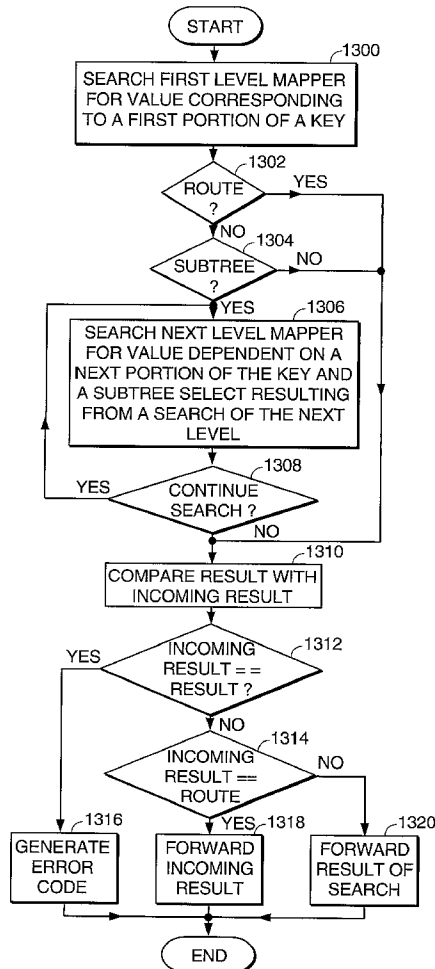 START
1300
SEARCH FIRST LEVEL MAPPER
FOR VALUE CORRESPONDING
TO A FIRST PORTION OF A KEY
1302
ROUTE
?
YES
NO
1304
SUBTREE
?
NO
YES
1306
SEARCH NEXT LEVEL MAPPER
FOR VALUE DEPENDENT ON A
NEXT PORTION OF THE KEY AND
A SUBTREE SELECT RESULTING
FROM A SEARCH OF THE NEXT
LEVEL
1308
YES
CONTINUE
SEARCH ?
NO
1310
COMPARE RESULT WITH
INCOMING RESULT
1312
YES
INCOMING
RESULT = =
RESULT ?
NO
1314
INCOMING
RESULT ==
ROUTE
NO
YES
1316
GENERATE
ERROR
CODE
1318
FORWARD
INCOMING
RESULT
1320
FORWARD
RESULT OF
SEARCH
END